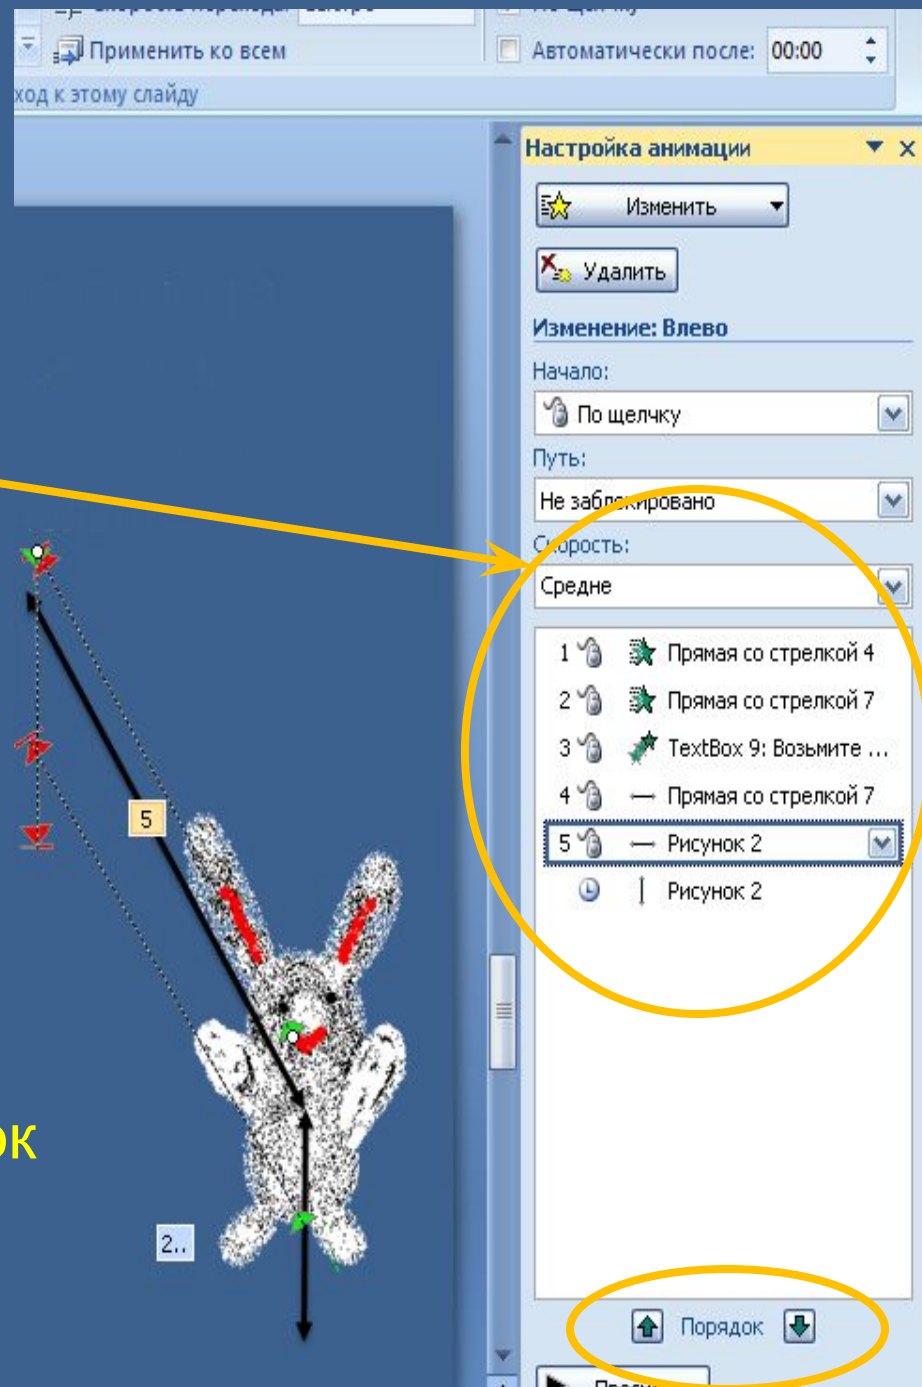 Применить ко всем
Автоматически после: 00:00
ход к этому слайду
Настройка анимации
Изменить
Удалить
Изменение: Влево
Начало:
По щелчку
Путь:
Не заблокировано
Скорость:
Средне
1 Прямая со стрелкой 4
2 Прямая со стрелкой 7
3 TextBox 9: Возьмите ...
4 Прямая со стрелкой 7
5 Рисунок 2
Рисунок 2
5
ок
2..
Порядок